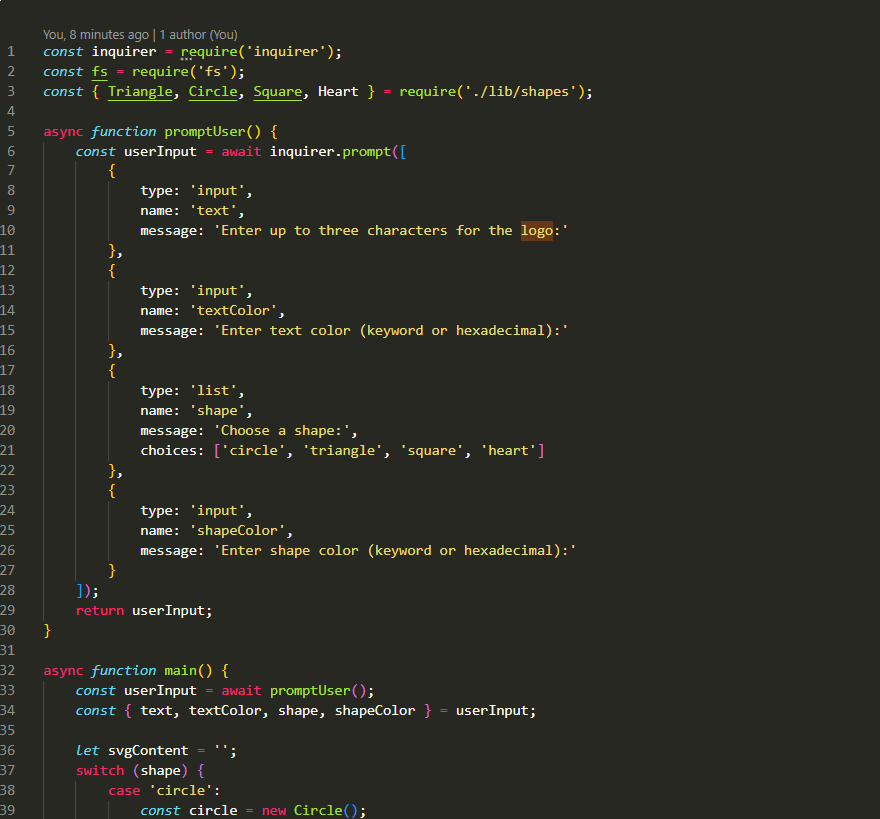 You, 8 minutes ago | 1 author (You)
1 const inquirer = require('inquirer');
2 const fs = require('fs');
3 const { Triangle, Circle, Square, Heart } = require('./lib/shapes');
4
5 async function promptUser() {
6     const userInput = await inquirer.prompt([
7         {
8             type: 'input',
9             name: 'text',
10             message: 'Enter up to three characters for the logo:'
11         },
12         {
13             type: 'input',
14             name: 'textColor',
15             message: 'Enter text color (keyword or hexadecimal):'
16         },
17         {
18             type: 'list',
19             name: 'shape',
20             message: 'Choose a shape:',
21             choices: ['circle', 'triangle', 'square', 'heart']
22         },
23         {
24             type: 'input',
25             name: 'shapeColor',
26             message: 'Enter shape color (keyword or hexadecimal):'
27         }
28     ]);
29     return userInput;
30 }
31
32 async function main() {
33     const userInput = await promptUser();
34     const { text, textColor, shape, shapeColor } = userInput;
35
36     let svgContent = '';
37     switch (shape) {
38         case 'circle':
39             const circle = new Circle();